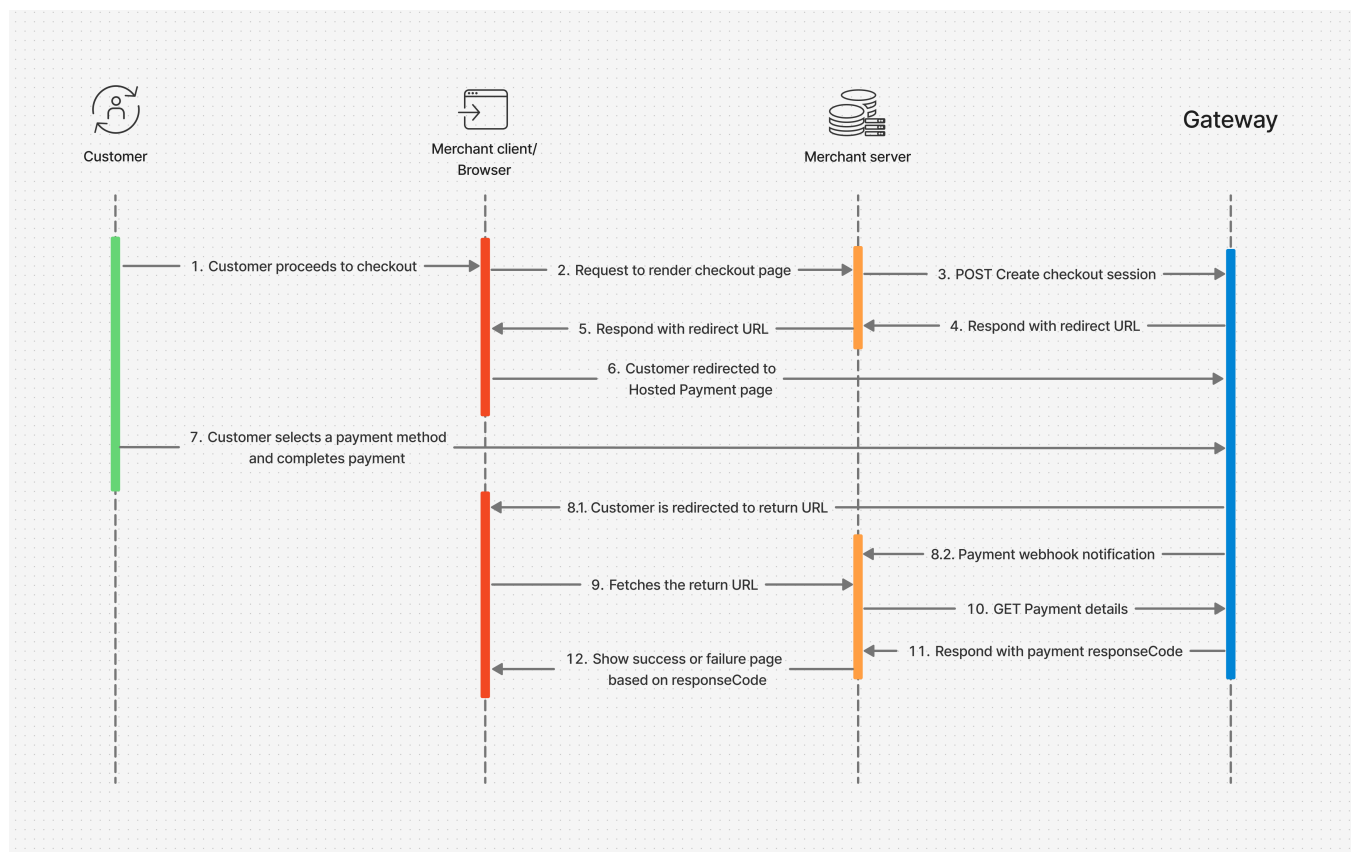 Customer
Merchant client/
Browser
Merchant server
Gateway
1. Customer proceeds to checkout
2. Request to render checkout page
3. POST Create checkout session
4. Respond with redirect URL
5. Respond with redirect URL
6. Customer redirected to
Hosted Payment page
7. Customer selects a payment method
and completes payment
8.1. Customer is redirected to return URL
8.2. Payment webhook notification
9. Fetches the return URL
10. GET Payment details
11. Respond with payment responseCode
12. Show success or failure page
based on responseCode